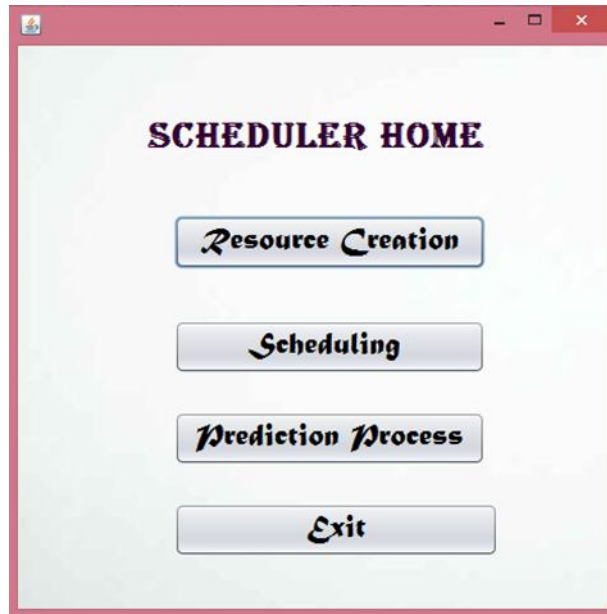 SCHEDULER HOME
Resource Creation
Scheduling
Prediction Process
Exit